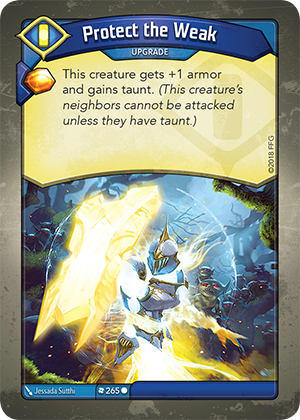 Protect the Weak
UPGRADE
This creature gets +1 armor
and gains taunt. (This creature's
neighbors cannot be attacked
unless they have taunt.)
©2018 FFG
Jessada Sutthi
265